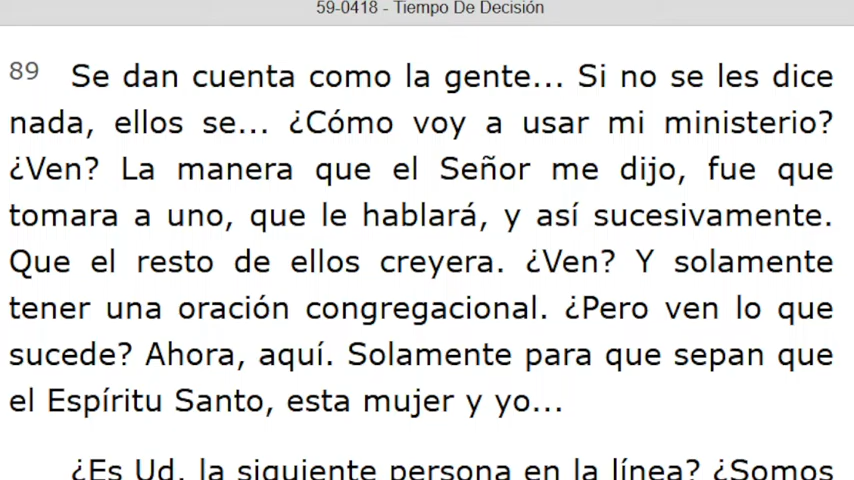 59-0418 - Tiempo De Decisión
89 Se dan cuenta como la gente... Si no se les dice
nada, ellos se... ¿Cómo voy a usar mi ministerio?
¿Ven? La manera que el Señor me dijo, fue que
tomara a uno, que le hablará, y así sucesivamente.
Que el resto de ellos creyera. ¿Ven? Y solamente
tener una oración congregacional. ¿Pero ven lo que
sucede? Ahora, aquí. Solamente para que sepan que
el Espíritu Santo, esta mujer y yo...
¿Es Ud. la siguiente persona en la línea? ¿Somos